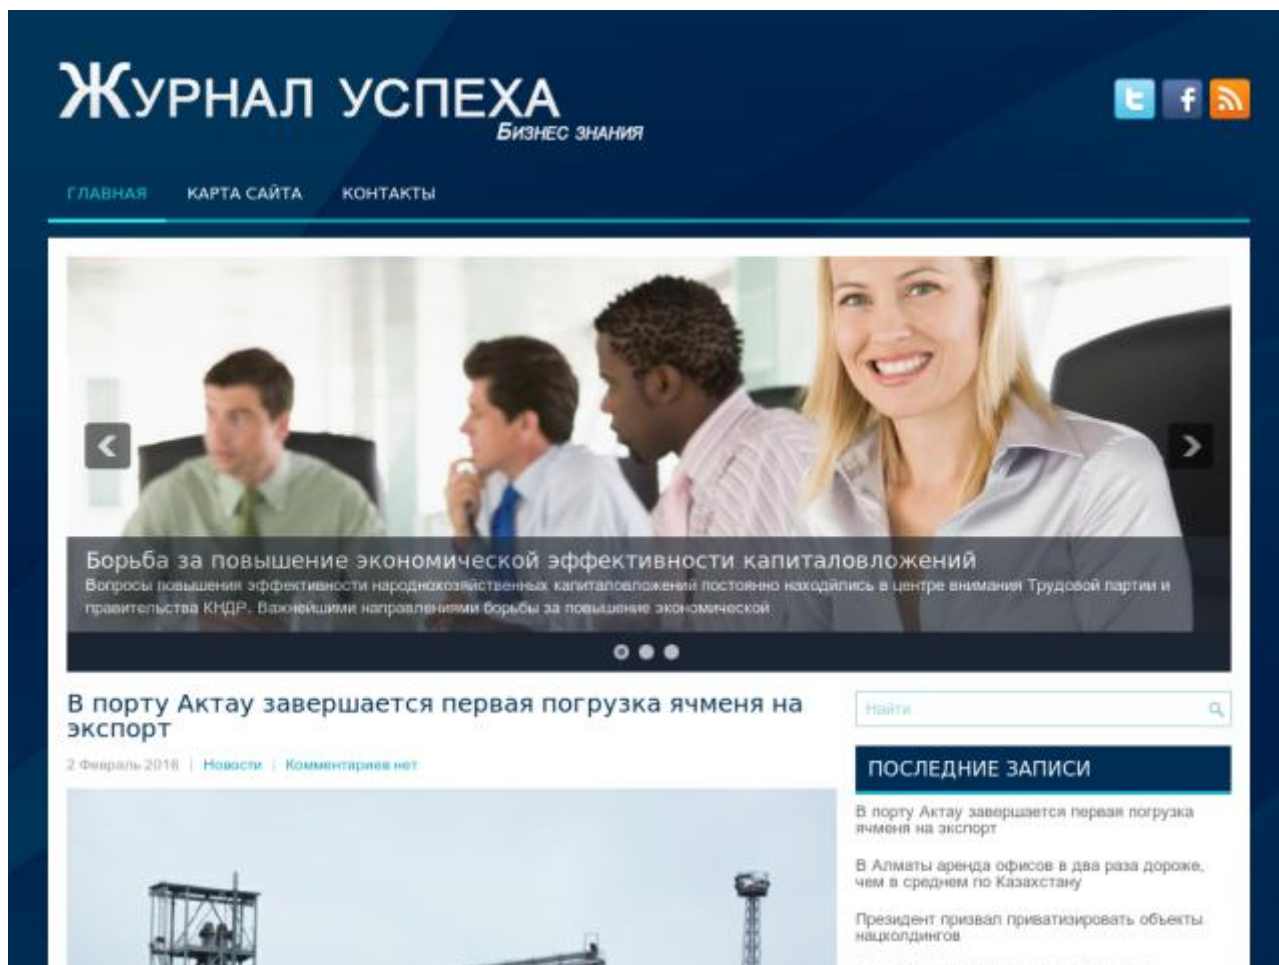 Журнал успеха
Бизнес знания
ГЛАВНАЯ КАРТА САЙТА КОНТАКТЫ
Борьба за повышение экономической эффективности капиталовложений
Вопросы повышения эффективности народнохозяйственных капиталовложений постоянно находились в центре внимания Трудовой партии и
правительства КНДР. Важнейшими направлениями борьбы за повышение экономической
В порту Актау завершается первая погрузка ячменя на
экспорт
2 Февраль 2016 | Новости | Комментариев нет
Найти
ПОСЛЕДНИЕ ЗАПИСИ
В порту Актау завершается первая погрузка
ячменя на экспорт
В Алматы аренда офисов в два раза дороже,
чем в среднем по Казахстану
Президент призвал приватизировать объекты
нацхолдингов